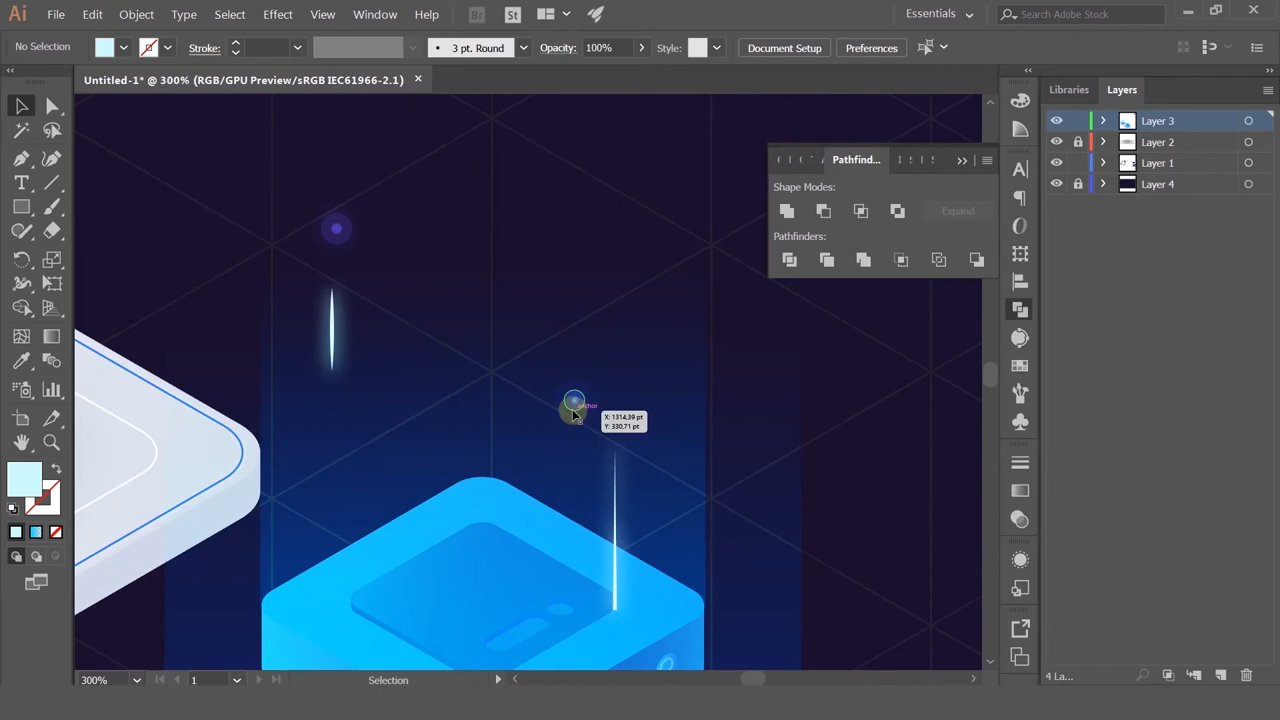 Ai File Edit Object Type Select Effect View Window Help Br St Essentials Search Adobe Stock
No Selection Stroke: 3 pt. Round Opacity: 100% Style: Document Setup Preferences
Untitled-1* @ 300% (RGB/GPU Preview/sRGB IEC61966-2.1)
Libraries Layers
Layer 3
Layer 2
Layer 1
Layer 4
Pathfind...
Shape Modes:
Expand
Pathfinders:
anchor
X: 1314,39 pt
Y: 330,71 pt
300% 1 Selection
4 La...